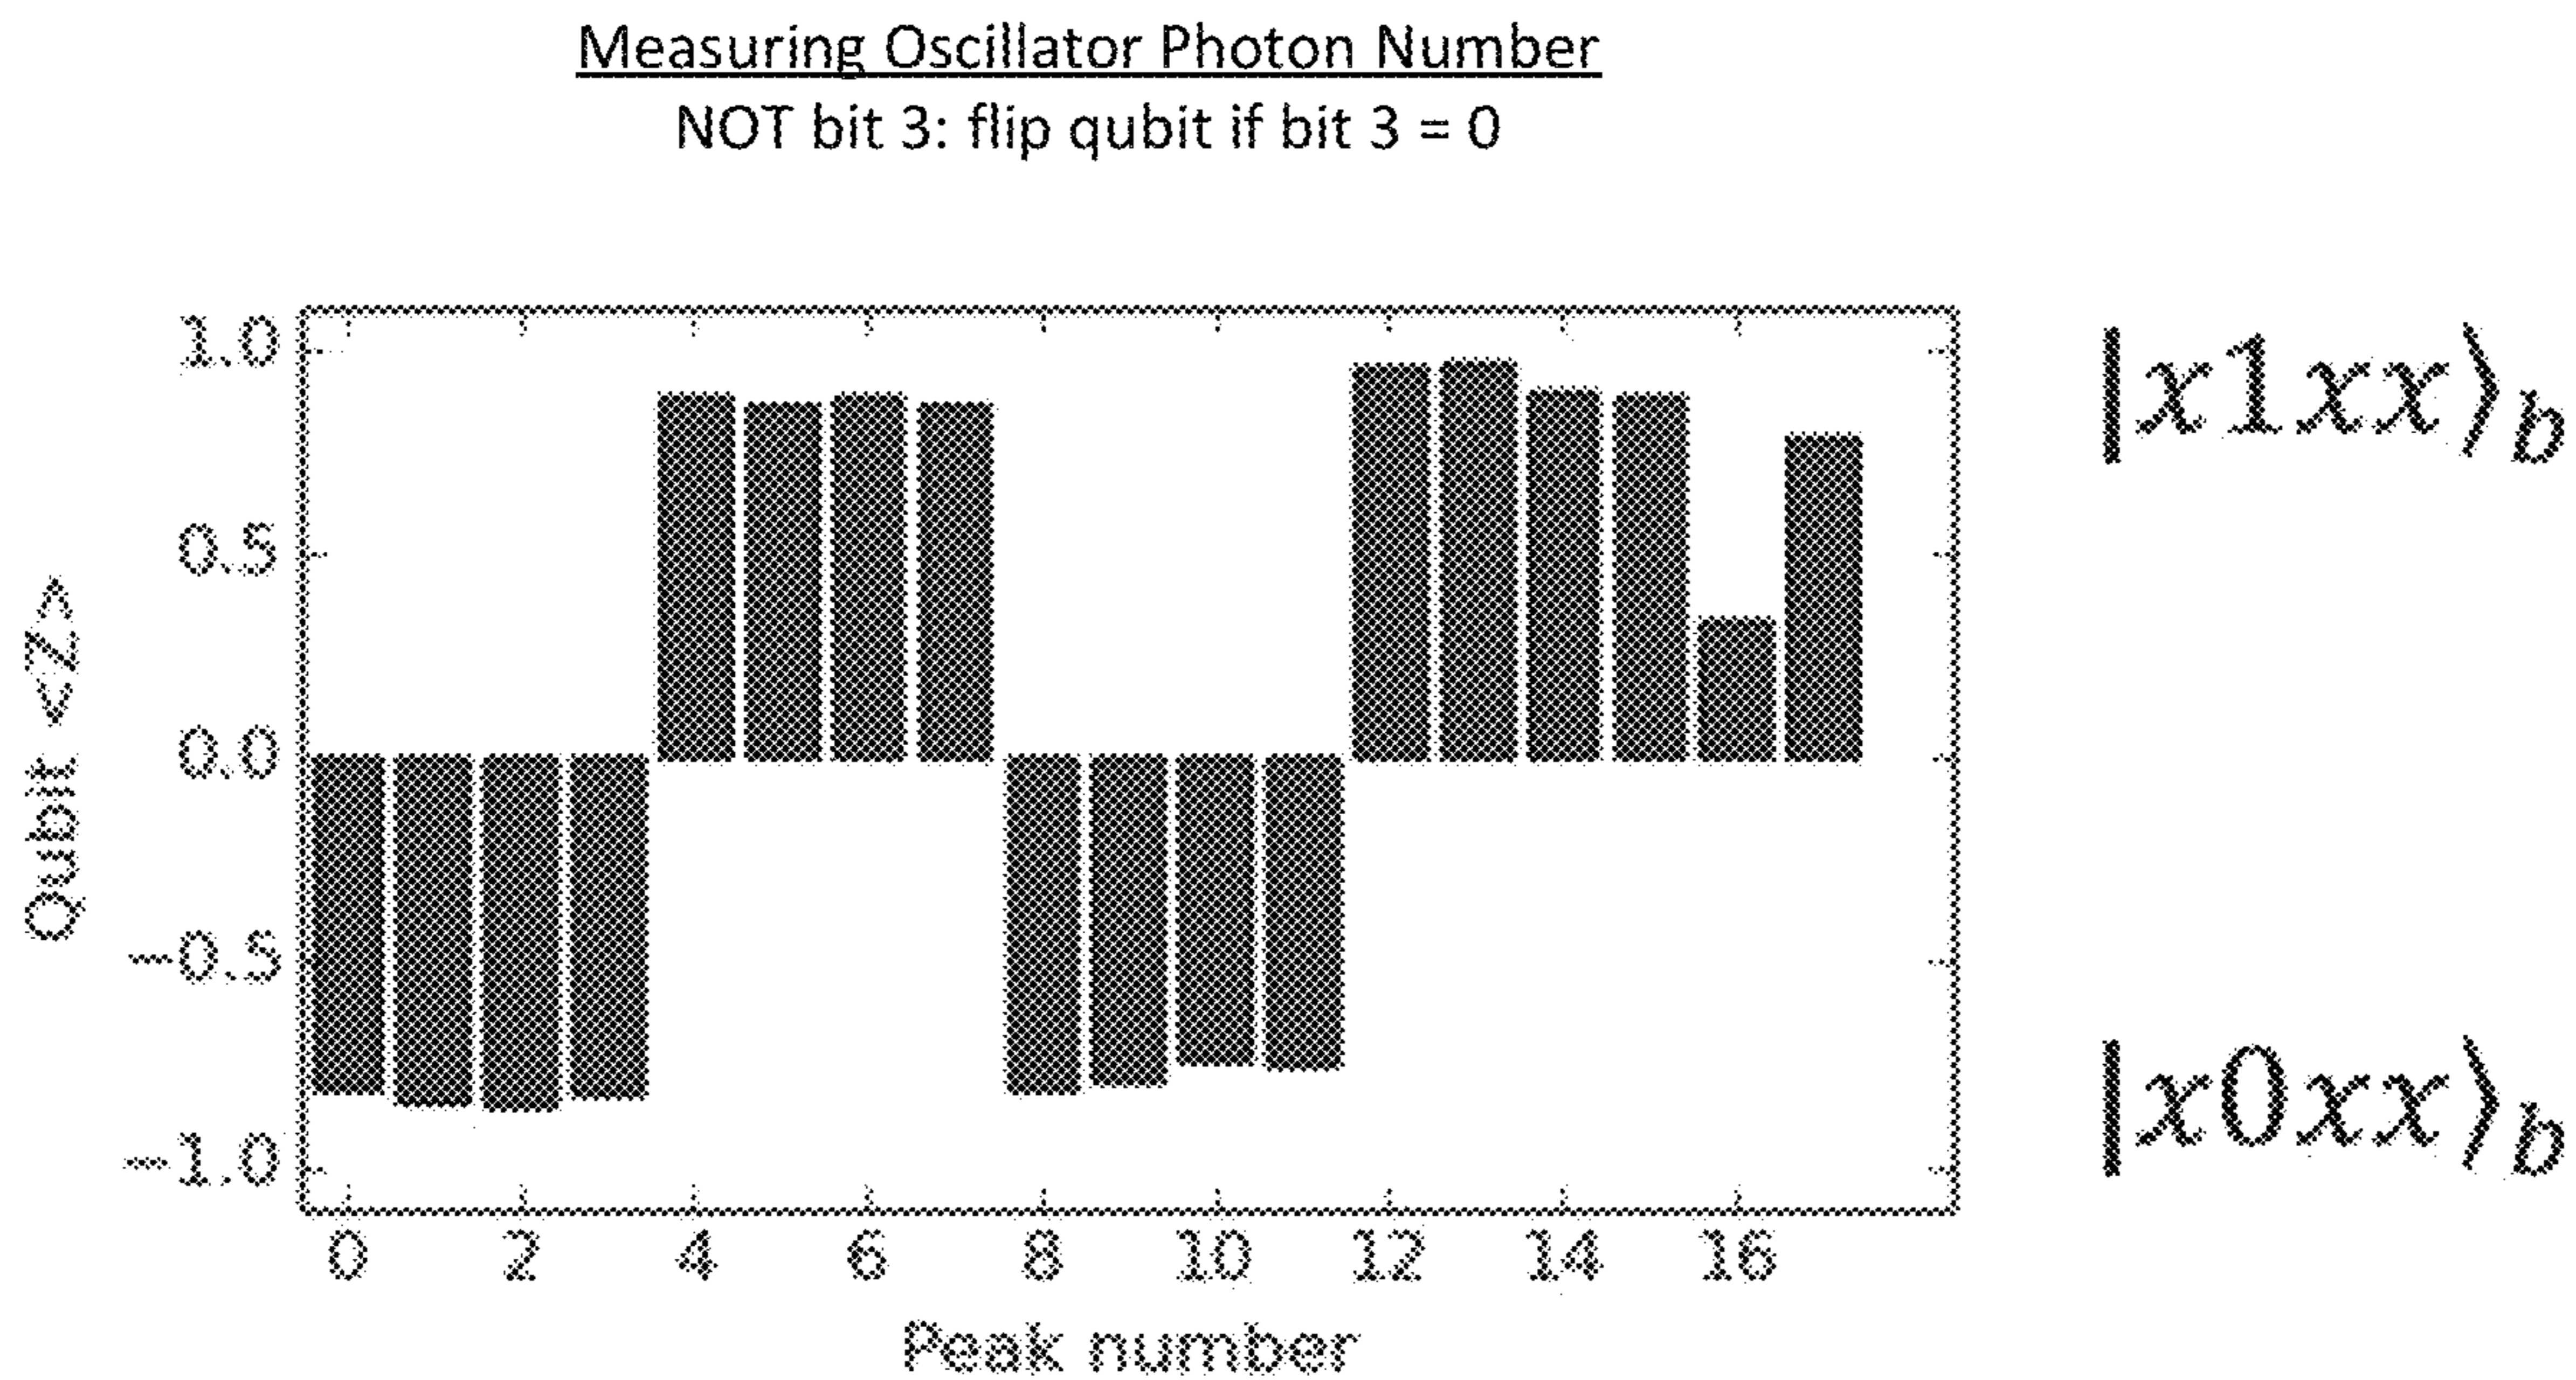 Measuring Oscillator Photon Number
NOT bit 3: flip qubit if bit 3 = 0
1.0
0.5
0.0
−0.5
−1.0
Qubit <Z>
0 2 4 6 8 10 12 14 16
Peak number
|x1xx⟩b
|x0xx⟩b